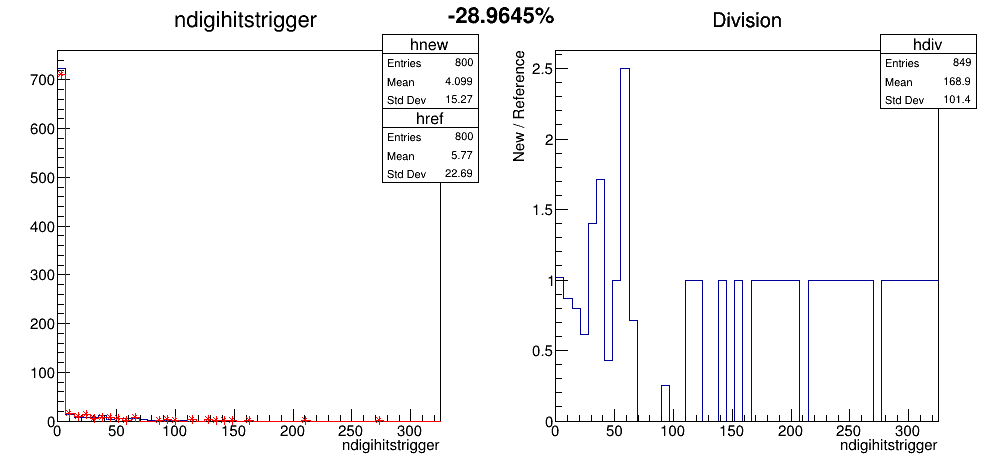 -28.9645%
ndigihitstrigger
hnew
Entries 800
Mean 4.099
Std Dev 15.27
href
Entries 800
Mean 5.77
Std Dev 22.69
700
600
500
400
300
200
100
0
0 50 100 150 200 250 300
ndigihitstrigger
Division
hdiv
Entries 849
Mean 168.9
Std Dev 101.4
New / Reference
2.5
2
1.5
1
0.5
0
0 50 100 150 200 250 300
ndigihitstrigger